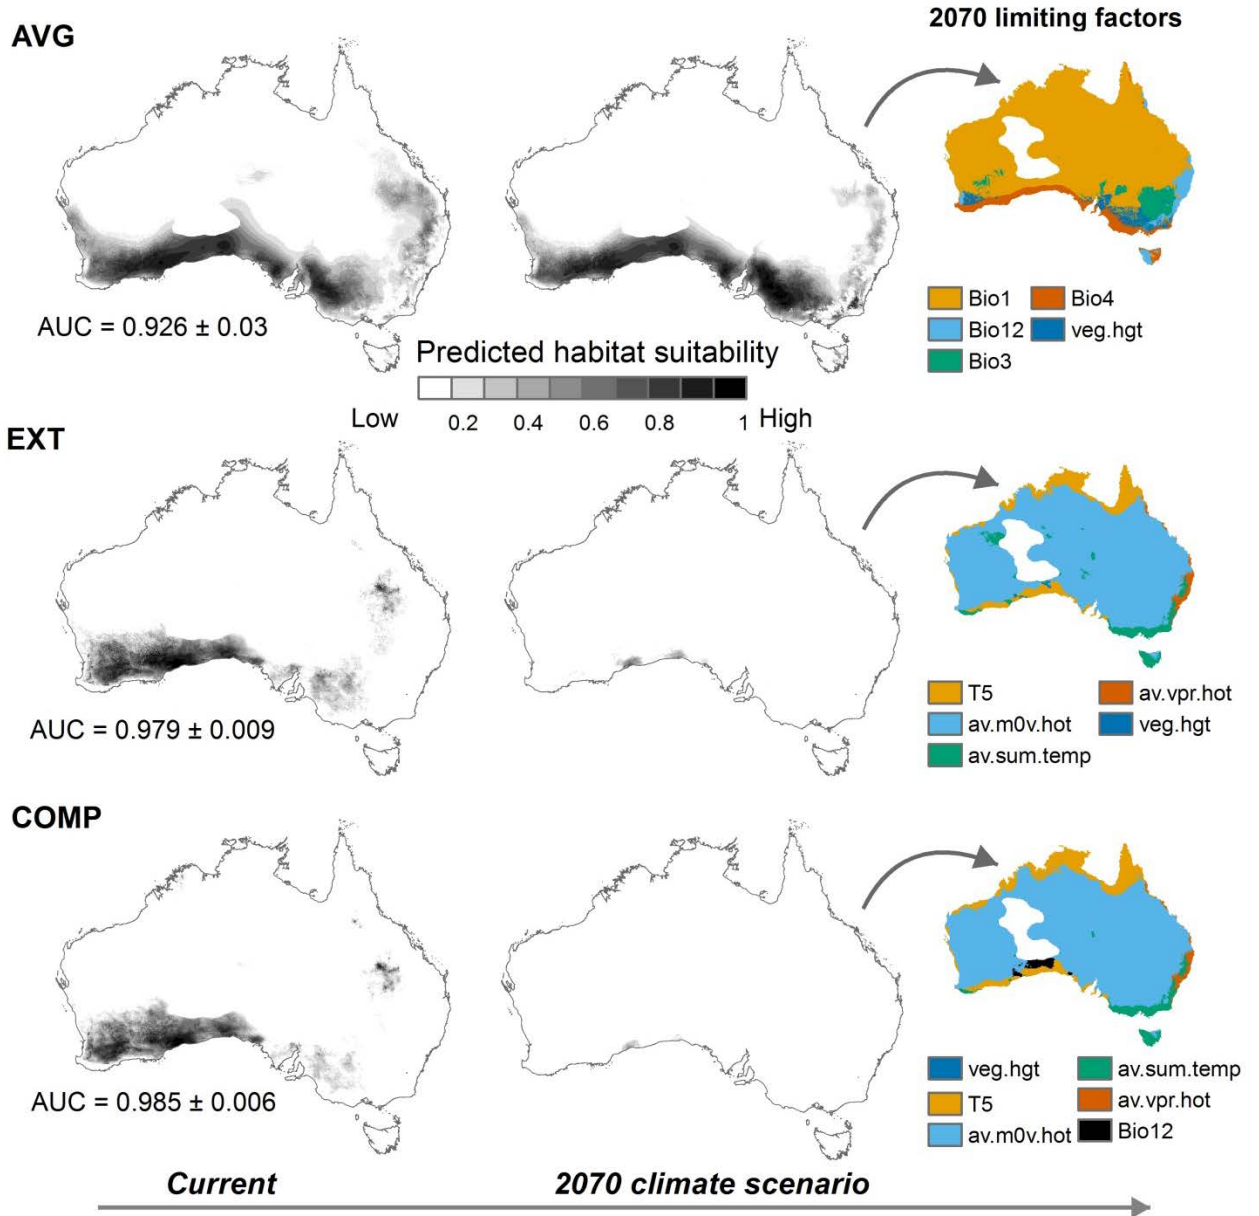 2070 limiting factors
AVG
Bio1 Bio4
Bio12 veg.hgt
Bio3
AUC = 0.926 ± 0.03
Predicted habitat suitability
Low 0.2 0.4 0.6 0.8 1 High
EXT
T5 av.vpr.hot
av.m0v.hot veg.hgt
av.sum.temp
AUC = 0.979 ± 0.009
COMP
veg.hgt av.sum.temp
T5 av.vpr.hot
av.m0v.hot Bio12
AUC = 0.985 ± 0.006
Current 2070 climate scenario